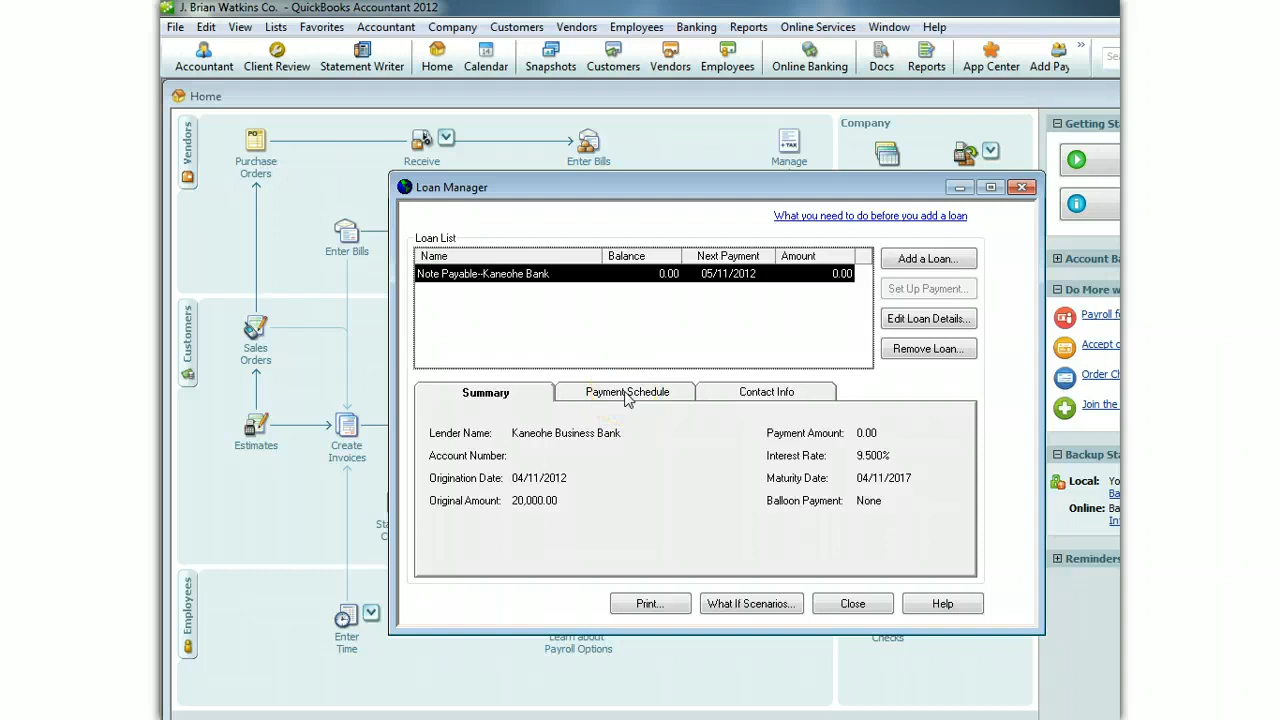 J. Brian Watkins Co. - QuickBooks Accountant 2012
File Edit View Lists Favorites Accountant Company Customers Vendors Employees Banking Reports Online Services Window Help
Accountant Client Review Statement Writer Home Calendar Snapshots Customers Vendors Employees Online Banking Docs Reports App Center Add Pay
Home
Vendors
Purchase
Orders
Receive
Enter Bills
Manage
Company
Getting St
Enter Bills
Loan Manager
What you need to do before you add a loan
Loan List
Name Balance Next Payment Amount
Note Payable--Kaneohe Bank 0.00 05/11/2012 0.00
Add a Loan...
Set Up Payment...
Edit Loan Details...
Remove Loan...
Summary Payment Schedule Contact Info
Lender Name: Kaneohe Business Bank
Account Number:
Origination Date: 04/11/2012
Original Amount: 20,000.00
Payment Amount: 0.00
Interest Rate: 9.500%
Maturity Date: 04/11/2017
Balloon Payment: None
Print... What If Scenarios... Close Help
Account Ba
Do More w
Payroll fo
Accept c
Order Ch
Join the
Backup Sta
Local: Yo
Ba
Online: Ba
Inf
Reminders
Customers
Sales
Orders
Estimates
Create
Invoices
Employees
Enter
Time
Learn about
Payroll Options
Checks